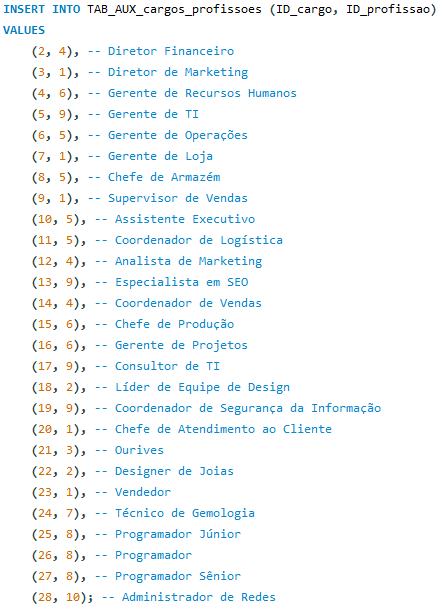 INSERT INTO TAB_AUX_cargos_profissoes (ID_cargo, ID_profissao)
VALUES
    (2, 4), -- Diretor Financeiro
    (3, 1), -- Diretor de Marketing
    (4, 6), -- Gerente de Recursos Humanos
    (5, 9), -- Gerente de TI
    (6, 5), -- Gerente de Operações
    (7, 1), -- Gerente de Loja
    (8, 5), -- Chefe de Armazém
    (9, 1), -- Supervisor de Vendas
    (10, 5), -- Assistente Executivo
    (11, 5), -- Coordenador de Logística
    (12, 4), -- Analista de Marketing
    (13, 9), -- Especialista em SEO
    (14, 4), -- Coordenador de Vendas
    (15, 6), -- Chefe de Produção
    (16, 6), -- Gerente de Projetos
    (17, 9), -- Consultor de TI
    (18, 2), -- Líder de Equipe de Design
    (19, 9), -- Coordenador de Segurança da Informação
    (20, 1), -- Chefe de Atendimento ao Cliente
    (21, 3), -- Ourives
    (22, 2), -- Designer de Joias
    (23, 1), -- Vendedor
    (24, 7), -- Técnico de Gemologia
    (25, 8), -- Programador Júnior
    (26, 8), -- Programador
    (27, 8), -- Programador Sênior
    (28, 10); -- Administrador de Redes